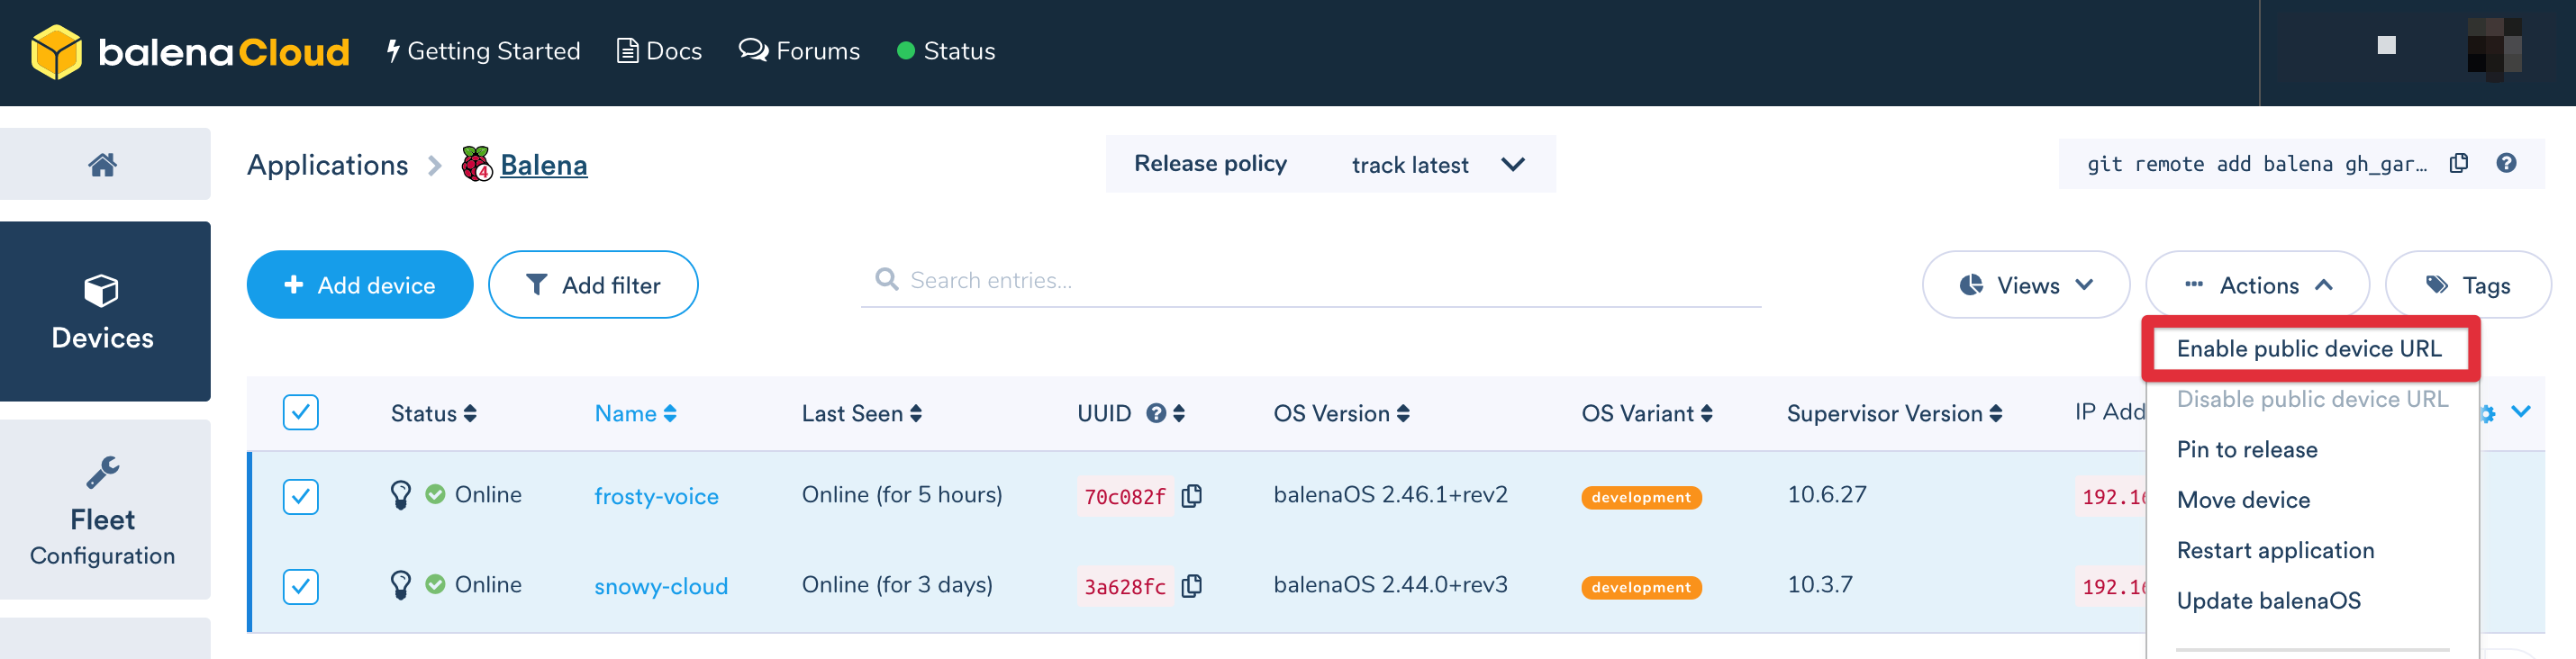 balenaCloud Getting Started Docs Forums Status
Applications Balena Release policy track latest git remote add balena gh_gar…
Add device Add filter Search entries... Views Actions Tags
Enable public device URL
Disable public device URL
Pin to release
Move device
Restart application
Update balenaOS
Devices
Fleet
Configuration
Status Name Last Seen UUID OS Version OS Variant Supervisor Version IP Add
Online frosty-voice Online (for 5 hours) 70c082f balenaOS 2.46.1+rev2 development 10.6.27 192.16
Online snowy-cloud Online (for 3 days) 3a628fc balenaOS 2.44.0+rev3 development 10.3.7 192.16